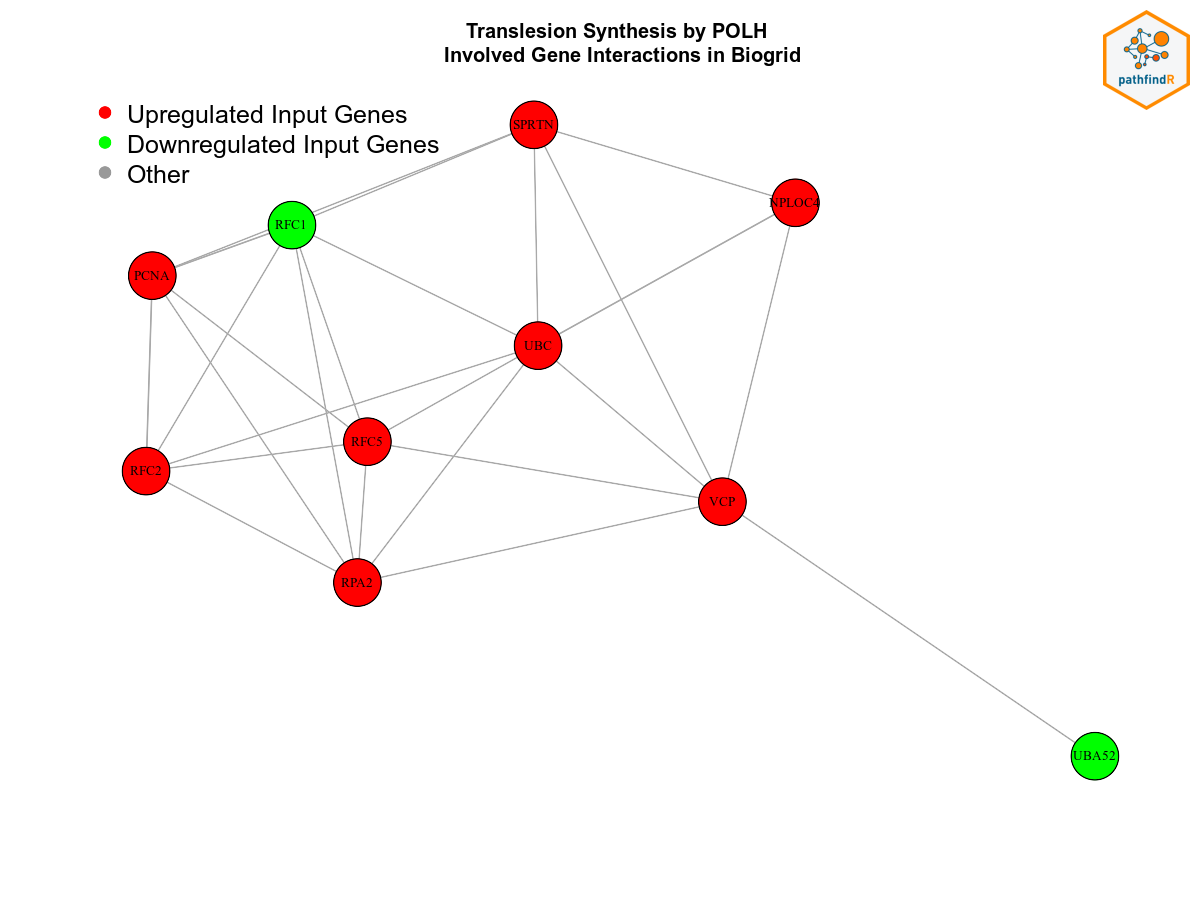 Translesion Synthesis by POLH
Involved Gene Interactions in Biogrid
pathfindR
Upregulated Input Genes
Downregulated Input Genes
Other
SPRTN
NPLOC4
RFC1
PCNA
UBC
RFC5
RFC2
VCP
RPA2
UBA52